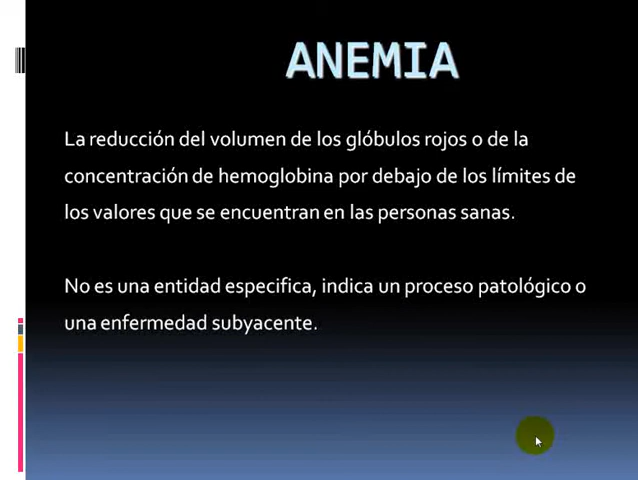 ANEMIA
La reducción del volumen de los glóbulos rojos o de la
concentración de hemoglobina por debajo de los límites de
los valores que se encuentran en las personas sanas.
No es una entidad especifica, indica un proceso patológico o
una enfermedad subyacente.